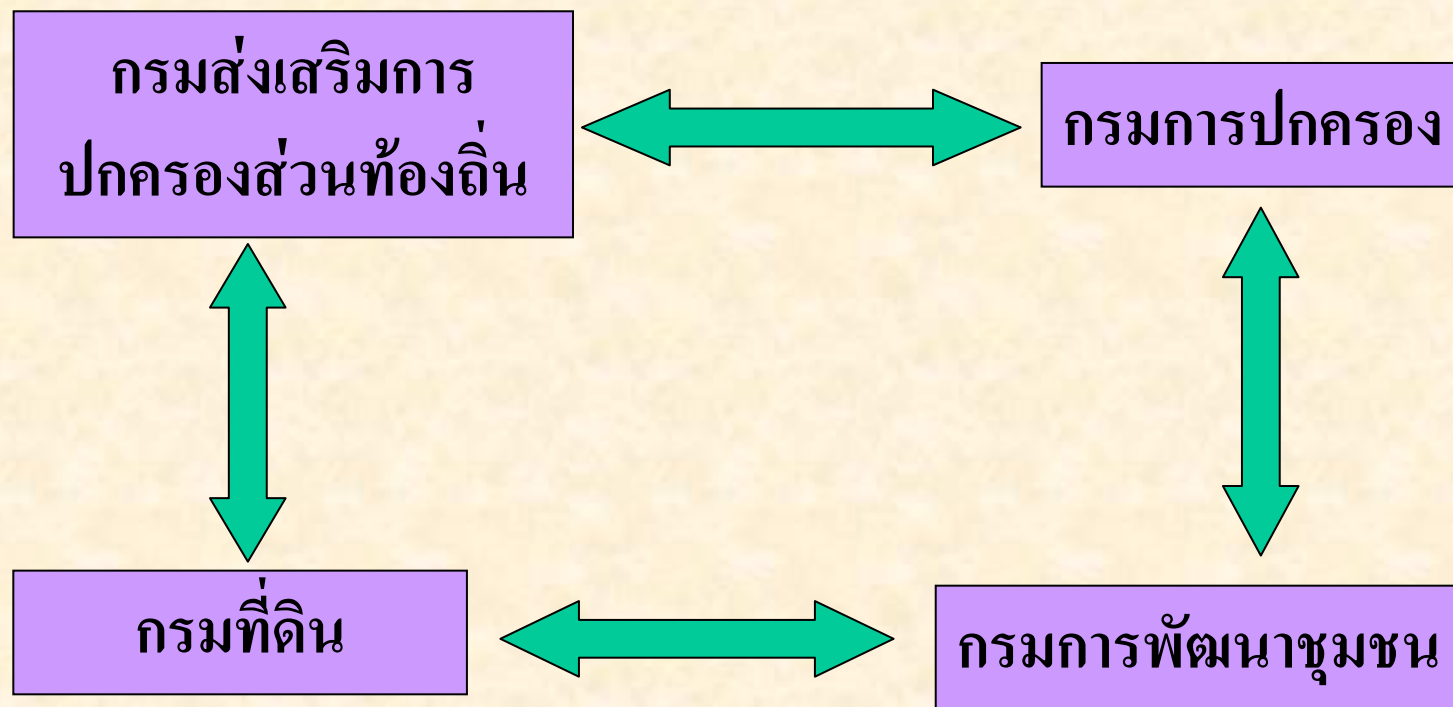 กรมส่งเสริมการ
ปกครองส่วนท้องถิ่น
กรมการปกครอง
กรมที่ดิน
กรมการพัฒนาชุมชน